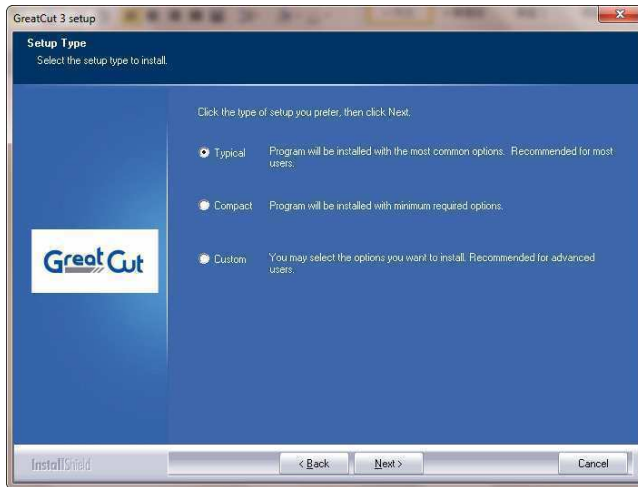 GreatCut 3 setup
Setup Type
Select the setup type to install.
Click the type of setup you prefer, then click Next.
Typical Program will be installed with the most common options. Recommended for most
users.
Compact Program will be installed with minimum required options.
Great Cut
Custom You may select the options you want to install. Recommended for advanced
users.
InstallShield
< Back Next > Cancel